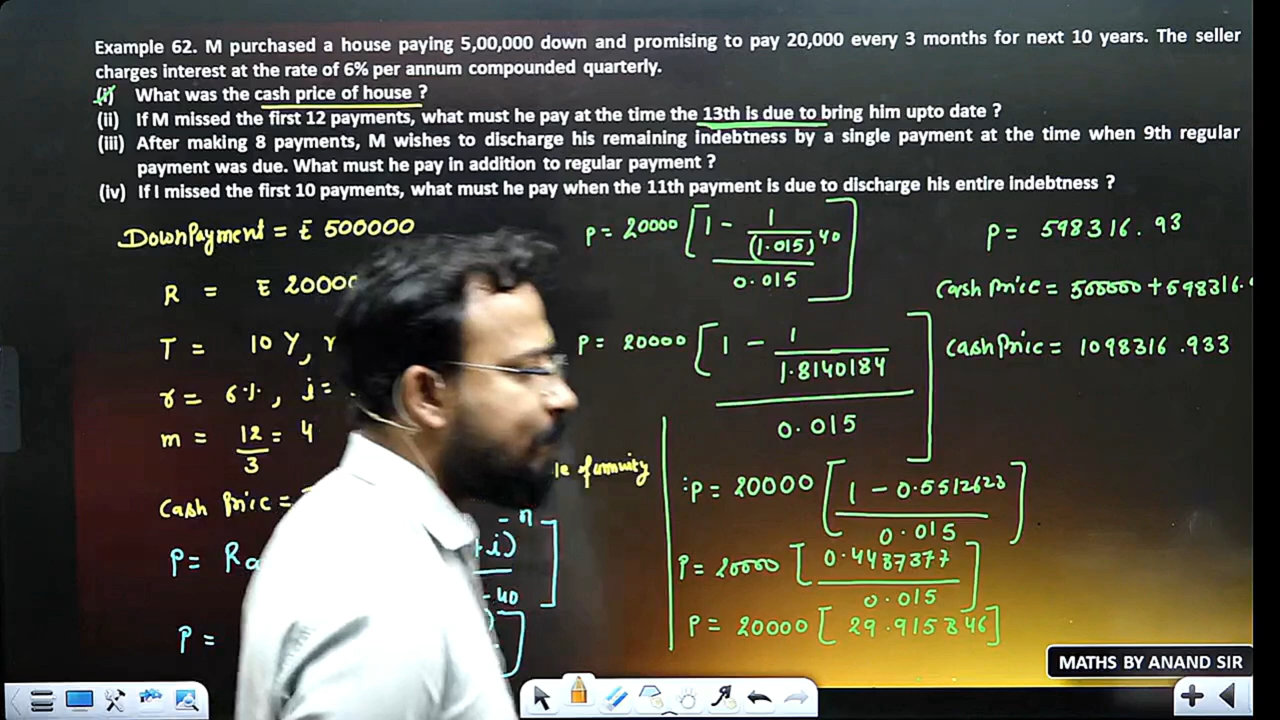 Example 62. M purchased a house paying 5,00,000 down and promising to pay 20,000 every 3 months for next 10 years. The seller
charges interest at the rate of 6% per annum compounded quarterly.
(i) What was the cash price of house ?
(ii) If M missed the first 12 payments, what must he pay at the time the 13th is due to bring him upto date ?
(iii) After making 8 payments, M wishes to discharge his remaining indebtness by a single payment at the time when 9th regular
payment was due. What must he pay in addition to regular payment ?
(iv) If I missed the first 10 payments, what must he pay when the 11th payment is due to discharge his entire indebtness ?
DownPayment = ₹ 500000
R = ₹ 20000
T = 10 Y,
r = 6%, i =
m = 12/3 = 4
Cash Price =
P = Ra
+i)^-n
-40
P =
P = 20000 [ 1 - 1/(1.015)^40 / 0.015 ]
P = 20000 [ 1 - 1/1.8140184 / 0.015 ]
P = 20000 [ 1 - 0.5512623 / 0.015 ]
P = 20000 [ 0.4487377 / 0.015 ]
P = 20000 [ 29.915846 ]
P = 598316.93
Cash Price = 500000 + 598316.
Cash Price = 1098316.933
MATHS BY ANAND SIR